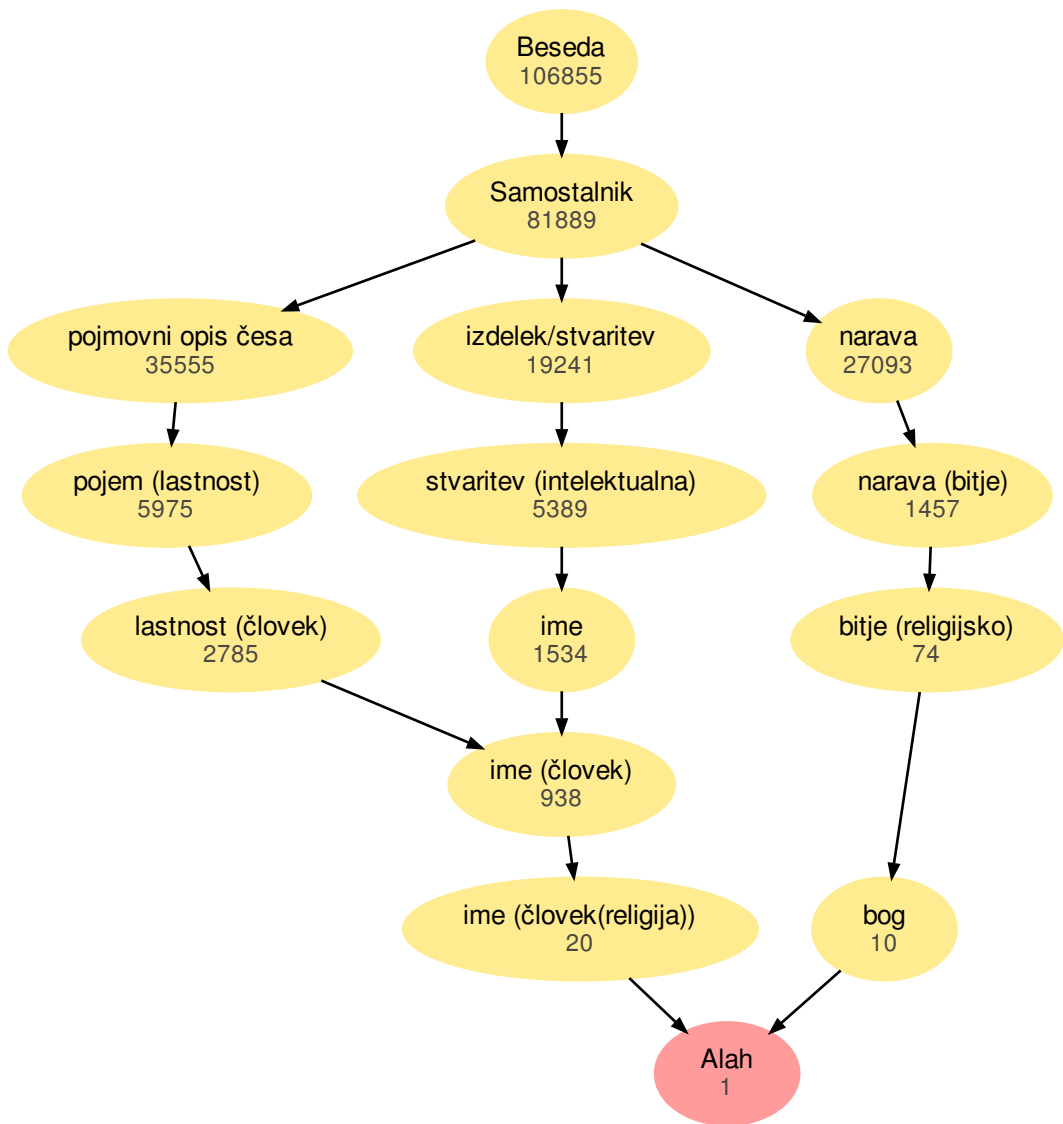 Beseda
106855
Samostalnik
81889
pojmovni opis česa
35555
izdelek/stvaritev
19241
narava
27093
pojem (lastnost)
5975
stvaritev (intelektualna)
5389
narava (bitje)
1457
lastnost (človek)
2785
ime
1534
bitje (religijsko)
74
ime (človek)
938
ime (človek(religija))
20
bog
10
Alah
1